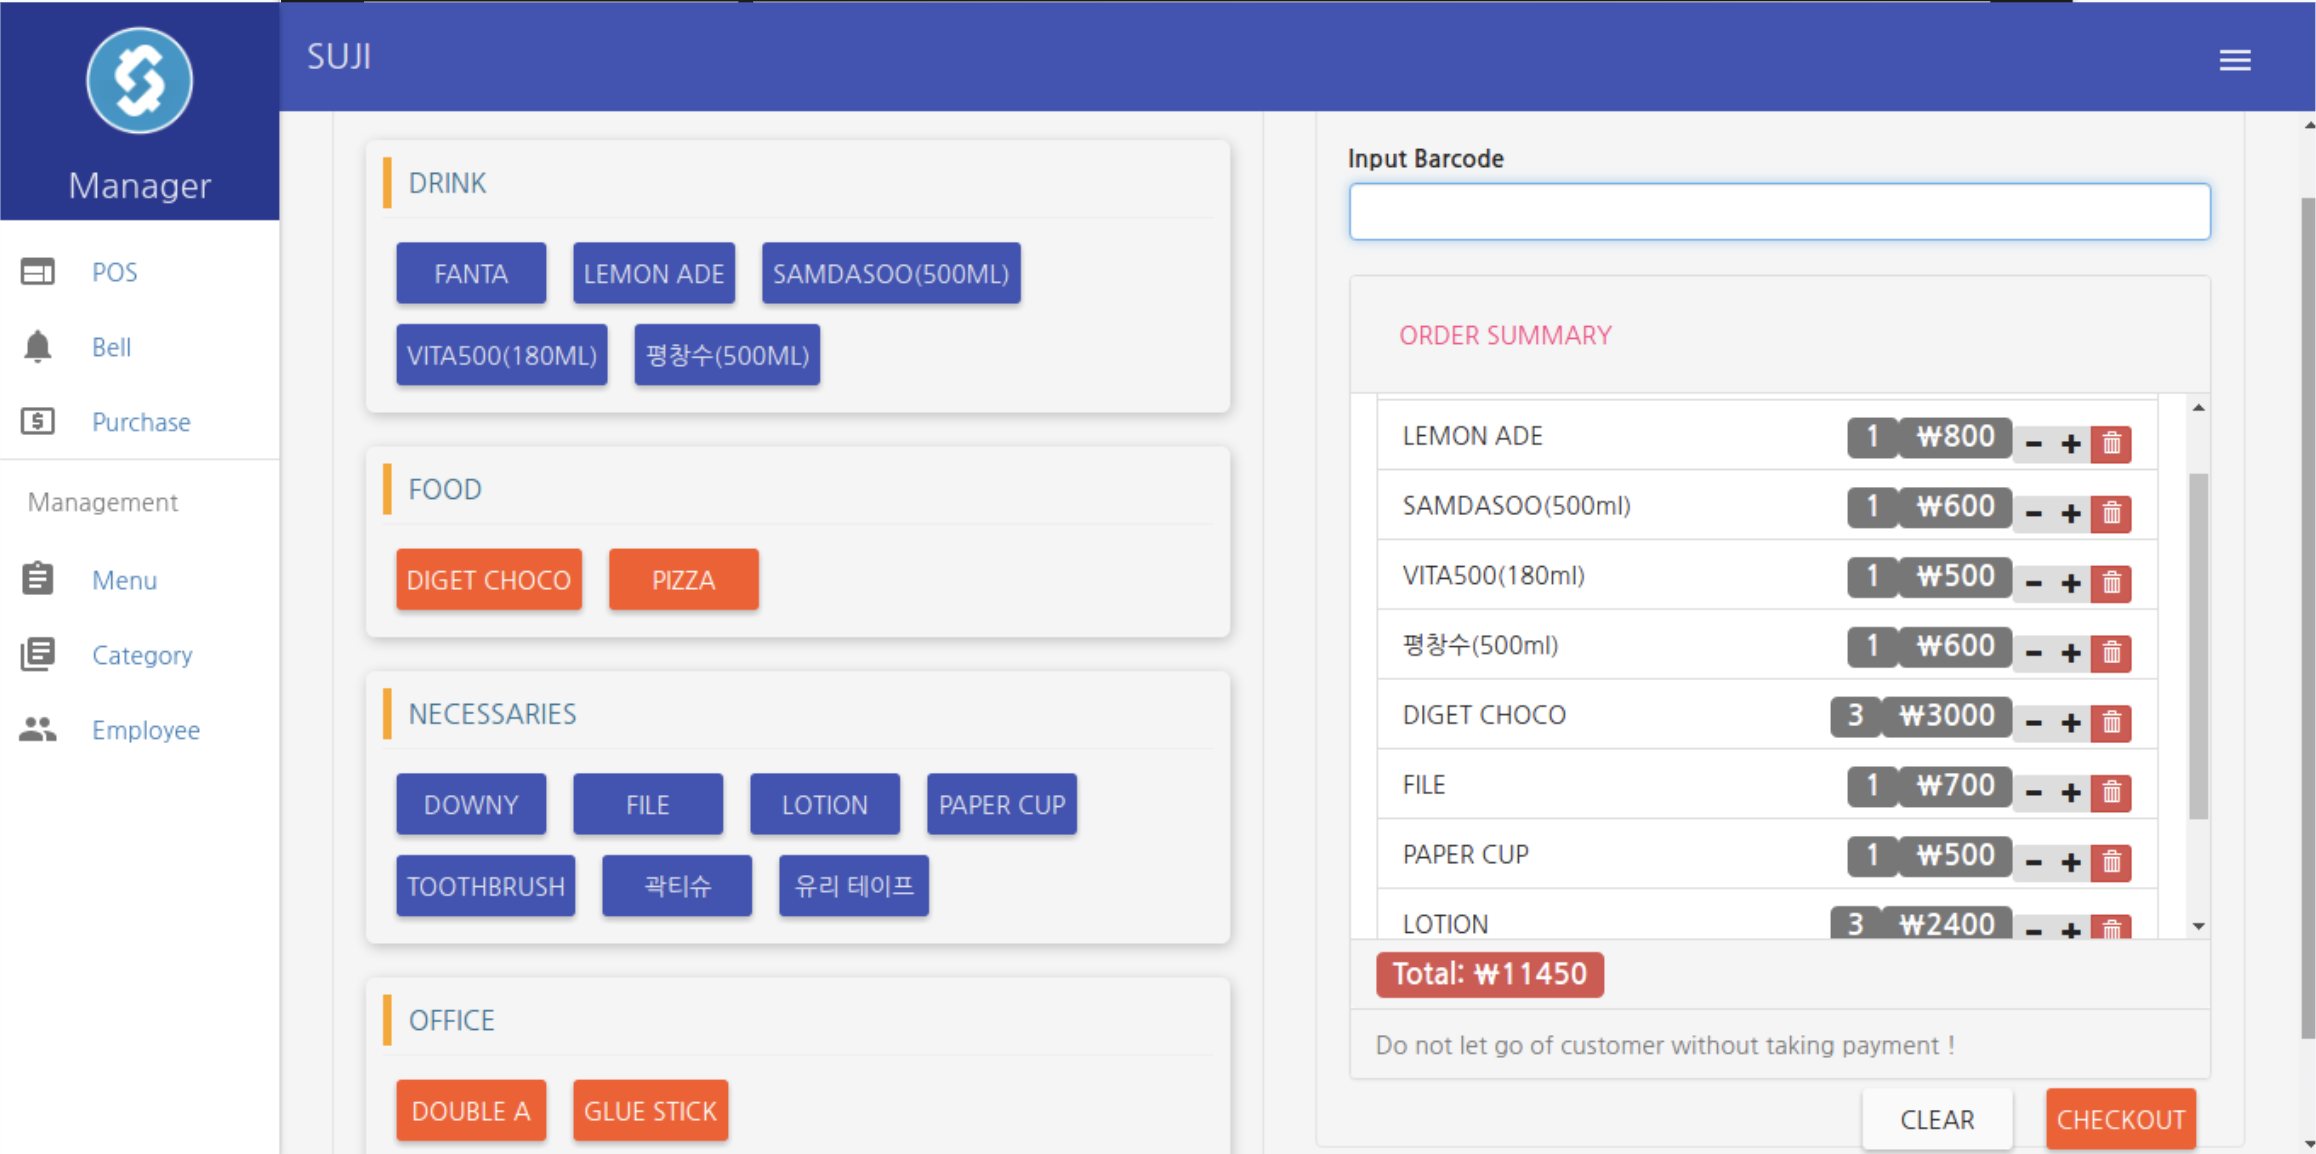 SUJI
Manager
POS
Bell
Purchase
Management
Menu
Category
Employee
DRINK
FANTA LEMON ADE SAMDASOO(500ML)
VITA500(180ML) 평창수(500ML)
FOOD
DIGET CHOCO PIZZA
NECESSARIES
DOWNY FILE LOTION PAPER CUP
TOOTHBRUSH 곽티슈 유리 테이프
OFFICE
DOUBLE A GLUE STICK
Input Barcode
ORDER SUMMARY
LEMON ADE 1 ₩800 - +
SAMDASOO(500ml) 1 ₩600 - +
VITA500(180ml) 1 ₩500 - +
평창수(500ml) 1 ₩600 - +
DIGET CHOCO 3 ₩3000 - +
FILE 1 ₩700 - +
PAPER CUP 1 ₩500 - +
LOTION 3 ₩2400 - +
Total: ₩11450
Do not let go of customer without taking payment !
CLEAR CHECKOUT